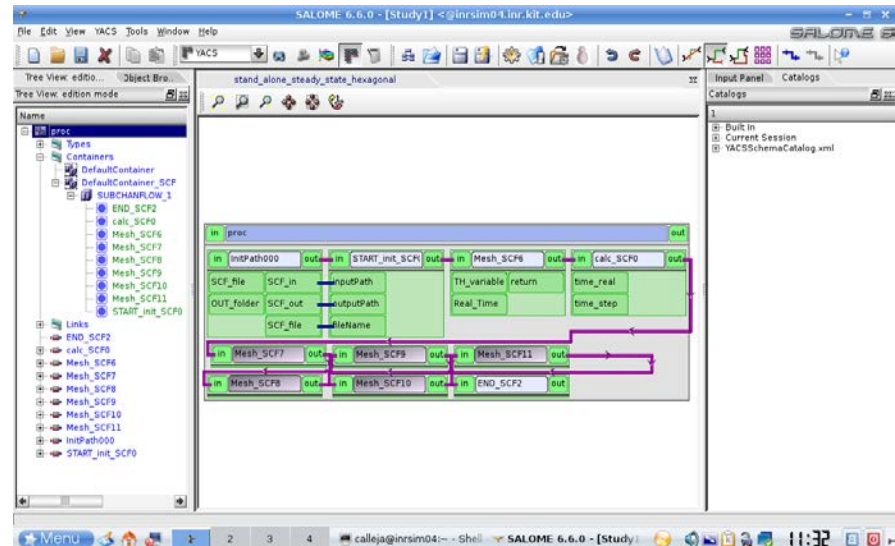 SALOME 6.6.0 - [Study1] <@inrsim04.inr.kit.edu>
File Edit View YACS Tools Window Help
SALOME 6
YACS
Tree View: editio... Object Bro...
stand_alone_steady_state_hexagonal
Input Panel Catalogs
Tree View: edition mode
Catalogs
Name
1
proc
Types
Containers
DefaultContainer
DefaultContainer_SCF
SUBCHANFLOW_1
END_SCF2
calc_SCF0
Mesh_SCF6
Mesh_SCF7
Mesh_SCF8
Mesh_SCF9
Mesh_SCF10
Mesh_SCF11
START_init_SCF0
Links
END_SCF2
calc_SCF0
Mesh_SCF6
Mesh_SCF7
Mesh_SCF8
Mesh_SCF9
Mesh_SCF10
Mesh_SCF11
InitPath000
START_init_SCF0
in proc out
in InitPath000 out in START_init_SCF( out in Mesh_SCF6 out in calc_SCF0 out
SCF_file SCF_in inputPath TH_variable return time_real
OUT_folder SCF_out outputPath Real_Time time_step
SCF_file fileName
in Mesh_SCF7 out in Mesh_SCF9 out in Mesh_SCF11 out
in Mesh_SCF8 out in Mesh_SCF10 out in END_SCF2 out
Built In
Current Session
YACSSchemaCatalog.xml
Menu 2 3 4 calleja@inrsim04:~ - Shell SALOME 6.6.0 - [Study 11:32